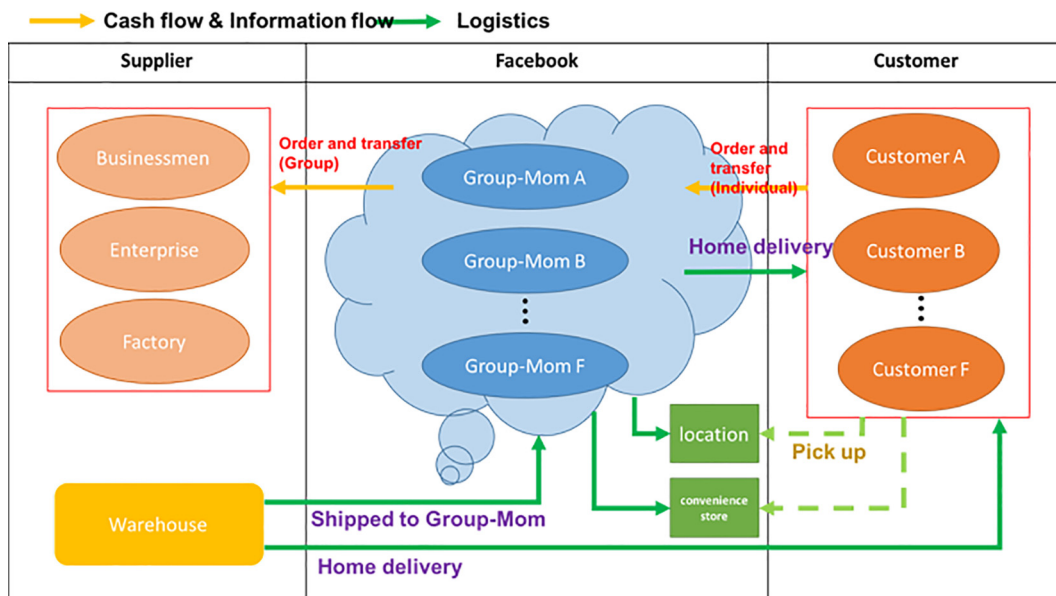 Cash flow & Information flow
Logistics
Supplier
Facebook
Customer
Businessmen
Enterprise
Factory
Order and transfer
(Group)
Group-Mom A
Group-Mom B
Group-Mom F
Order and
transfer
(Individual)
Home delivery
Customer A
Customer B
Customer F
location
Pick up
convenience
store
Warehouse
Shipped to Group-Mom
Home delivery